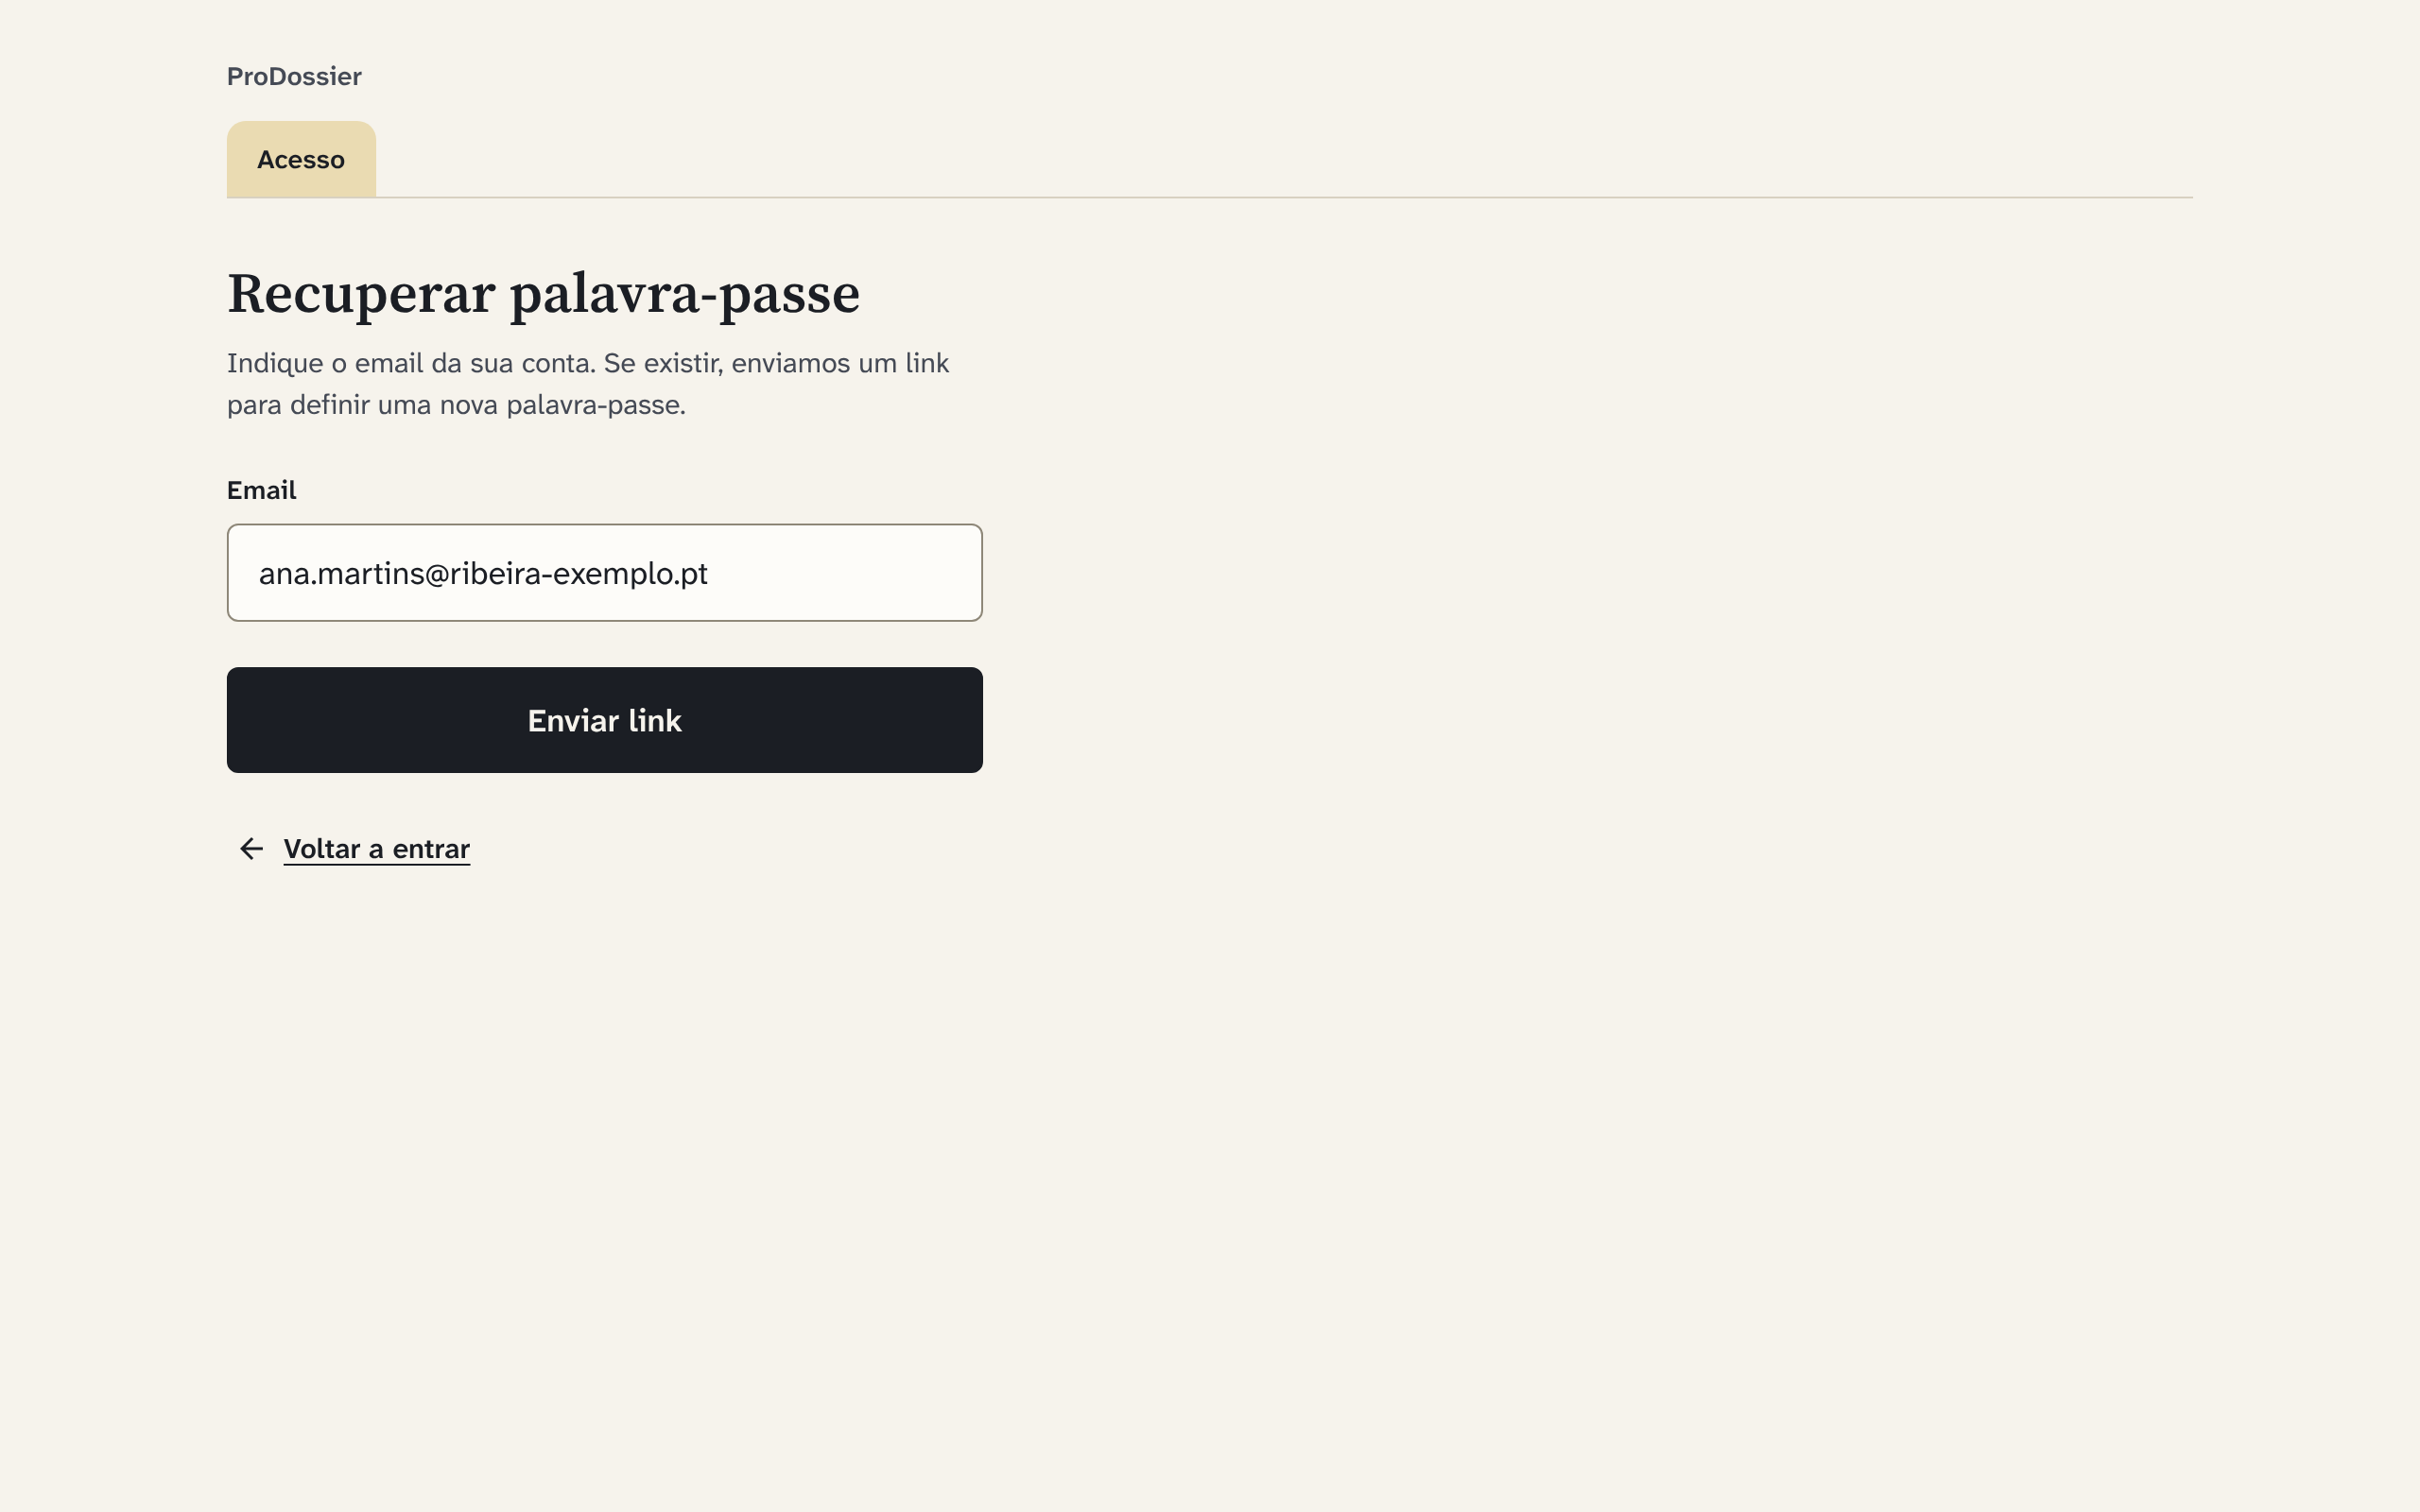 ProDossier
Acesso
Recuperar palavra-passe
Indique o email da sua conta. Se existir, enviamos um link
para definir uma nova palavra-passe.
Email
ana.martins@ribeira-exemplo.pt
Enviar link
← Voltar a entrar